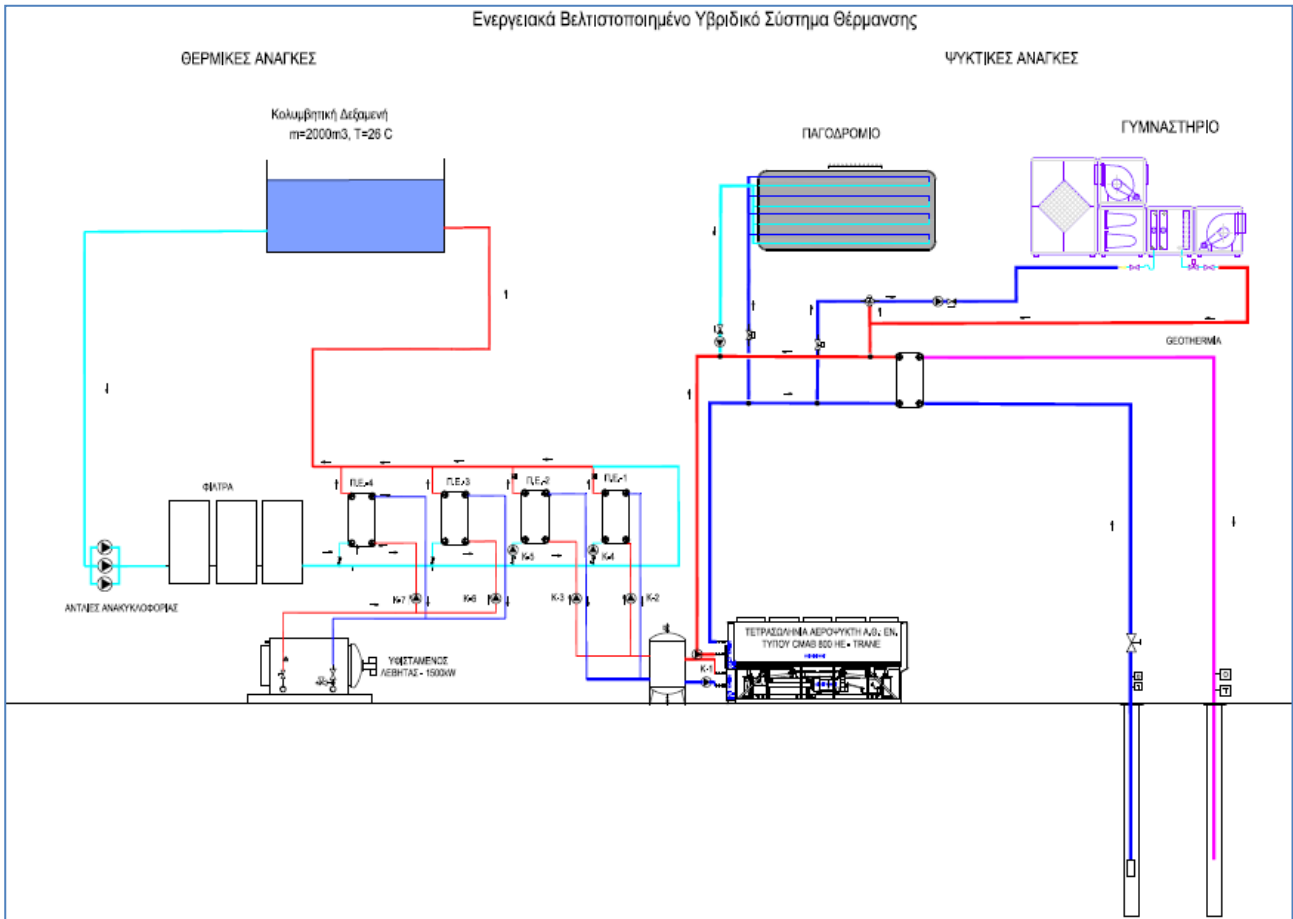 Ενεργειακά Βελτιστοποιημένο Υβριδικό Σύστημα Θέρμανσης
ΘΕΡΜΙΚΕΣ ΑΝΑΓΚΕΣ
ΨΥΚΤΙΚΕΣ ΑΝΑΓΚΕΣ
Κολυμβητική Δεξαμενή
m=2000m3, T=26 C
ΠΑΓΟΔΡΟΜΙΟ
ΓΥΜΝΑΣΤΗΡΙΟ
GEOTHERMIA
ΦΙΛΤΡΑ
Π.Ε.-4
Π.Ε.-3
Π.Ε.-2
Π.Ε.-1
Κ-5
Κ-4
ΑΝΤΛΙΕΣ ΑΝΑΚΥΚΛΟΦΟΡΙΑΣ
Κ-7
Κ-6
Κ-3
Κ-2
ΥΦΙΣΤΑΜΕΝΟΣ
ΛΕΒΗΤΑΣ - 1500kW
Κ-1
ΤΕΤΡΑΣΩΛΗΝΙΑ ΑΕΡΟΨΥΚΤΗ Α.Θ. ΕΝ.
ΤΥΠΟΥ CMAB 800 HE - TRANE